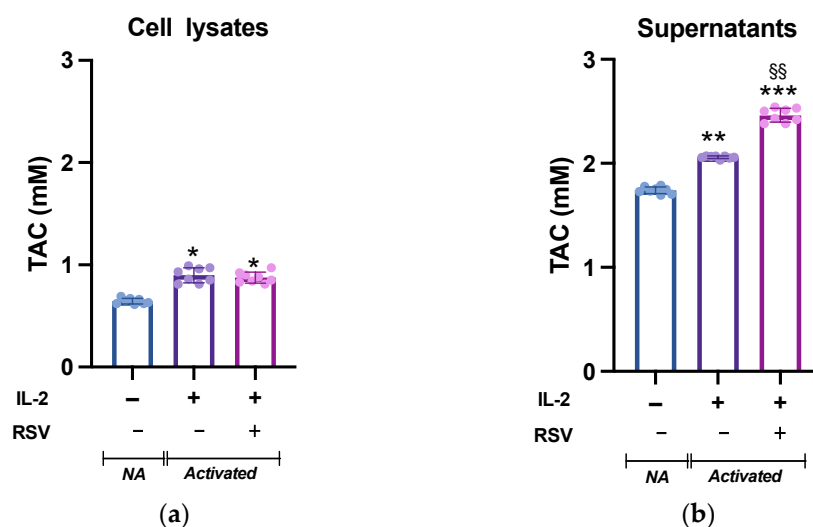 Cell lysates
3
2
1
0
TAC (mM)
*
*
IL-2 – + +
RSV – – +
NA Activated
(a)
Supernatants
3
2
1
0
TAC (mM)
**
§§
***
IL-2 – + +
RSV – – +
NA Activated
(b)